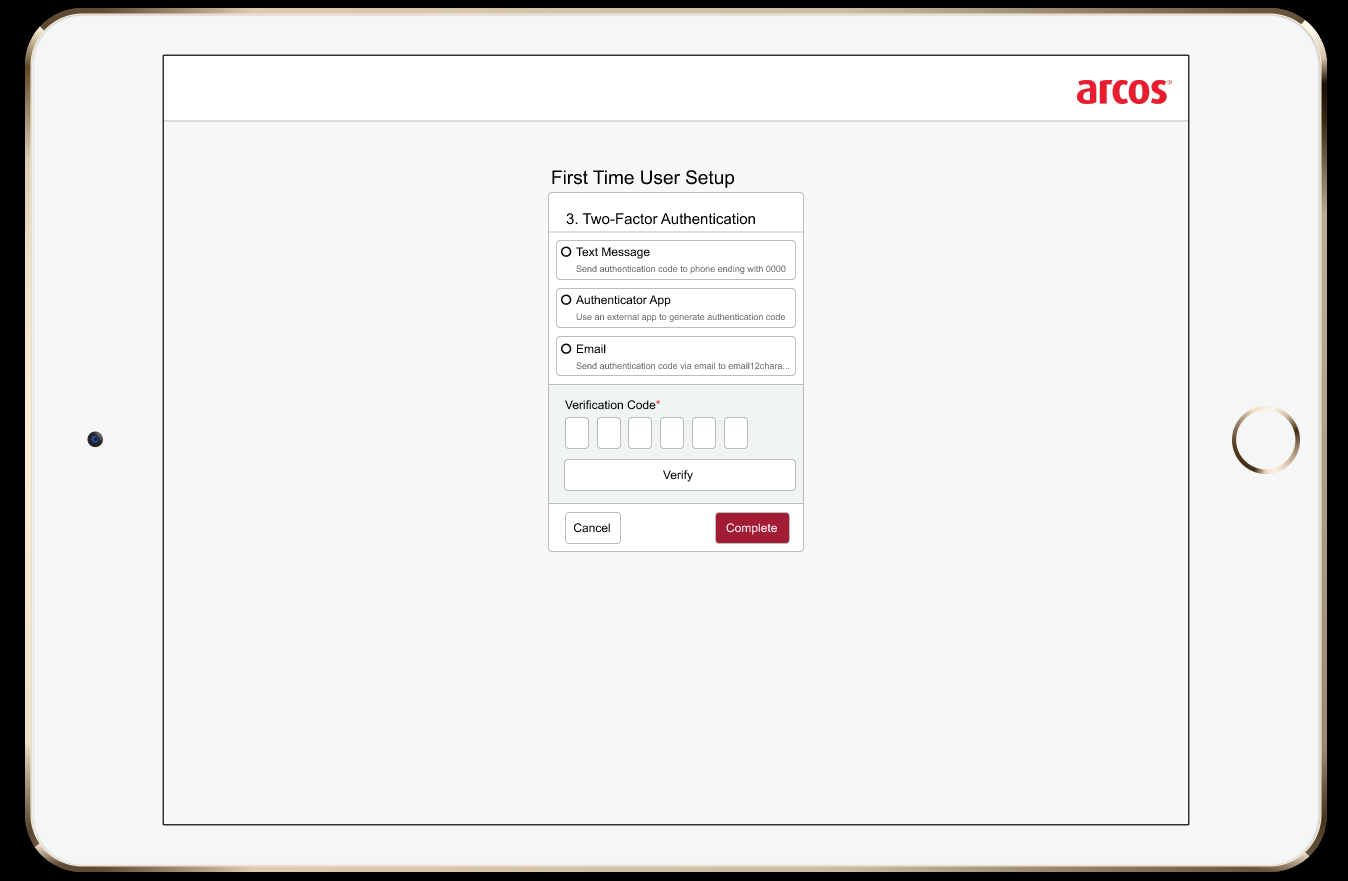 arcos®
First Time User Setup
3. Two-Factor Authentication
Text Message
Send authentication code to phone ending with 0000
Authenticator App
Use an external app to generate authentication code
Email
Send authentication code via email to email12chara...
Verification Code*
Verify
Cancel
Complete